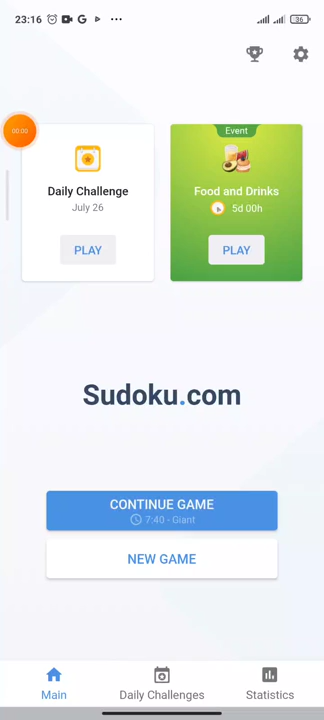 23:16
36
00:00
Daily Challenge
July 26
PLAY
Event
Food and Drinks
5d 00h
PLAY
Sudoku.com
CONTINUE GAME
7:40 - Giant
NEW GAME
Main
Daily Challenges
Statistics